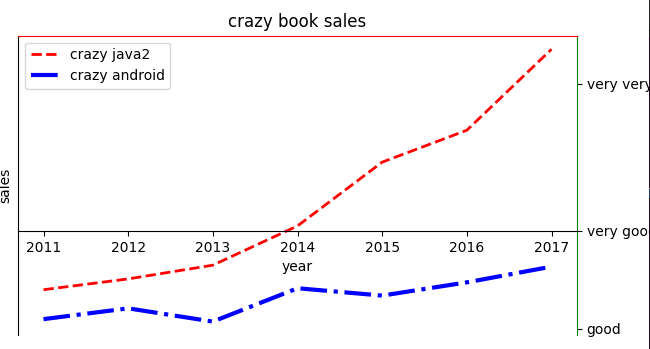 crazy book sales
crazy java2
crazy android
very very
sales
very goo
2011 2012 2013 2014 2015 2016 2017
year
good